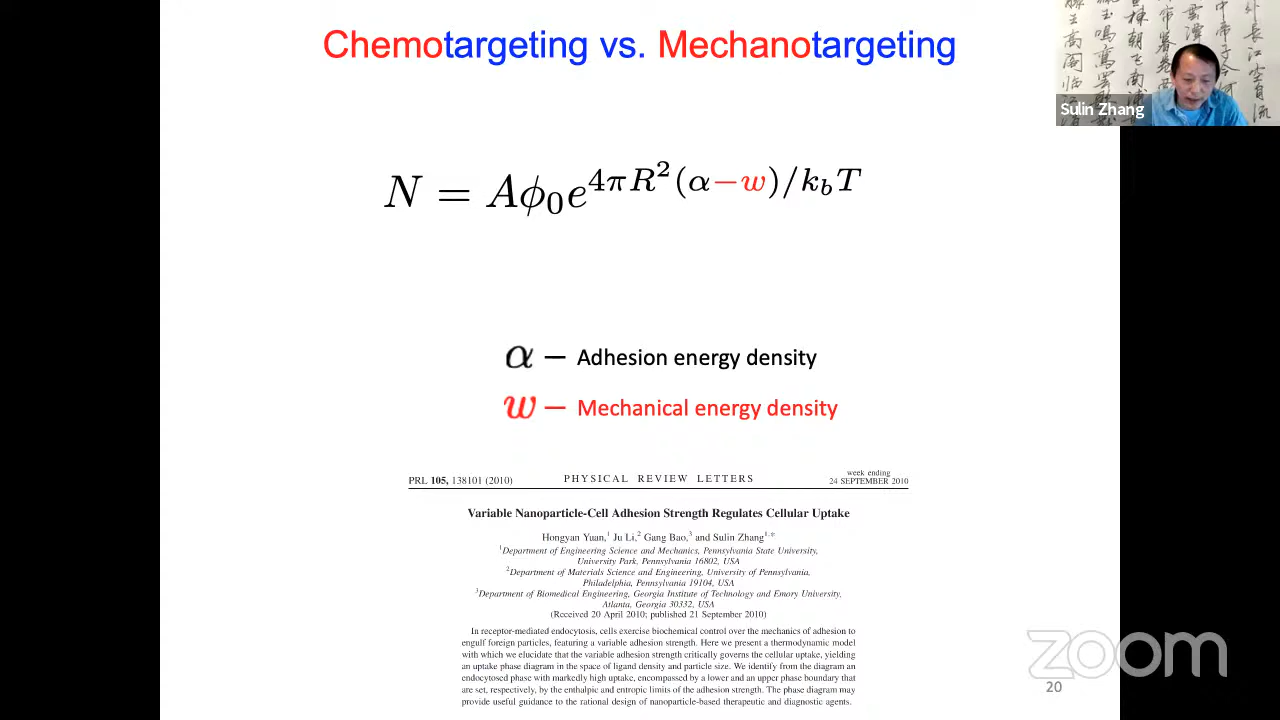 Chemotargeting vs. Mechanotargeting
Sulin Zhang
N = Aϕ₀e^{4πR²(α−w)/k_bT}
α — Adhesion energy density
w — Mechanical energy density
PRL 105, 138101 (2010)
PHYSICAL REVIEW LETTERS
week ending
24 SEPTEMBER 2010
Variable Nanoparticle-Cell Adhesion Strength Regulates Cellular Uptake
Hongyan Yuan,¹ Ju Li,² Gang Bao,³ and Sulin Zhang¹,*
¹Department of Engineering Science and Mechanics, Pennsylvania State University,
University Park, Pennsylvania 16802, USA
²Department of Materials Science and Engineering, University of Pennsylvania,
Philadelphia, Pennsylvania 19104, USA
³Department of Biomedical Engineering, Georgia Institute of Technology and Emory University,
Atlanta, Georgia 30332, USA
(Received 20 April 2010; published 21 September 2010)
In receptor-mediated endocytosis, cells exercise biochemical control over the mechanics of adhesion to
engulf foreign particles, featuring a variable adhesion strength. Here we present a thermodynamic model
with which we elucidate that the variable adhesion strength critically governs the cellular uptake, yielding
an uptake phase diagram in the space of ligand density and particle size. We identify from the diagram an
endocytosed phase with markedly high uptake, encompassed by a lower and an upper phase boundary that
are set, respectively, by the enthalpic and entropic limits of the adhesion strength. The phase diagram may
provide useful guidance to the rational design of nanoparticle-based therapeutic and diagnostic agents.
zoom
20